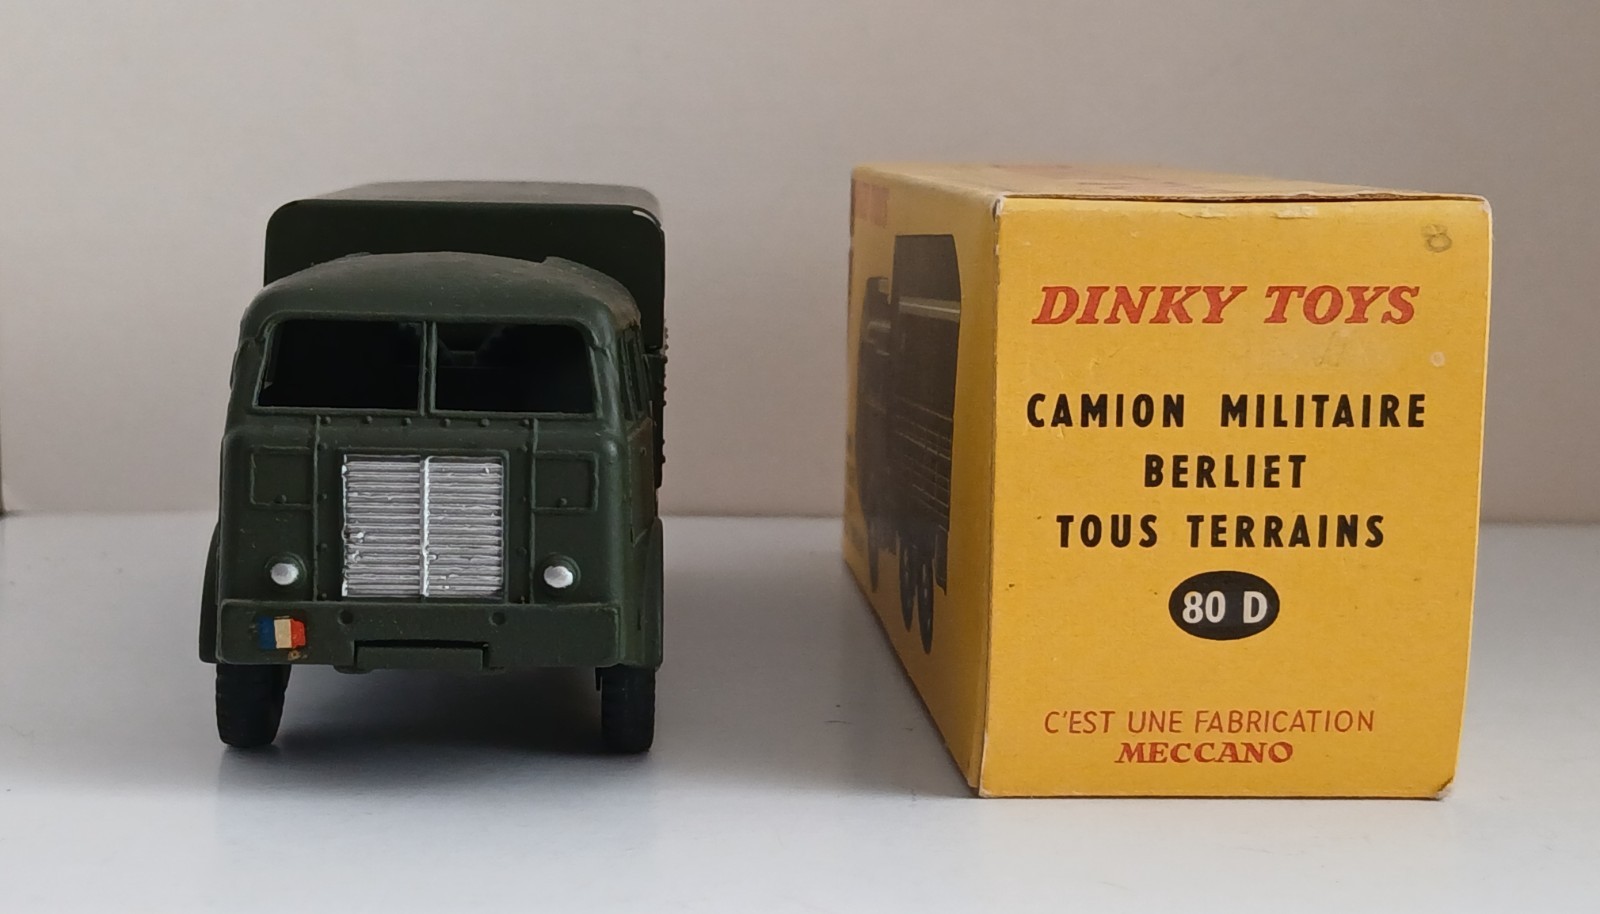 DINKY TOYS
CAMION MILITAIRE
BERLIET
TOUS TERRAINS
80 D
C'EST UNE FABRICATION
MECCANO